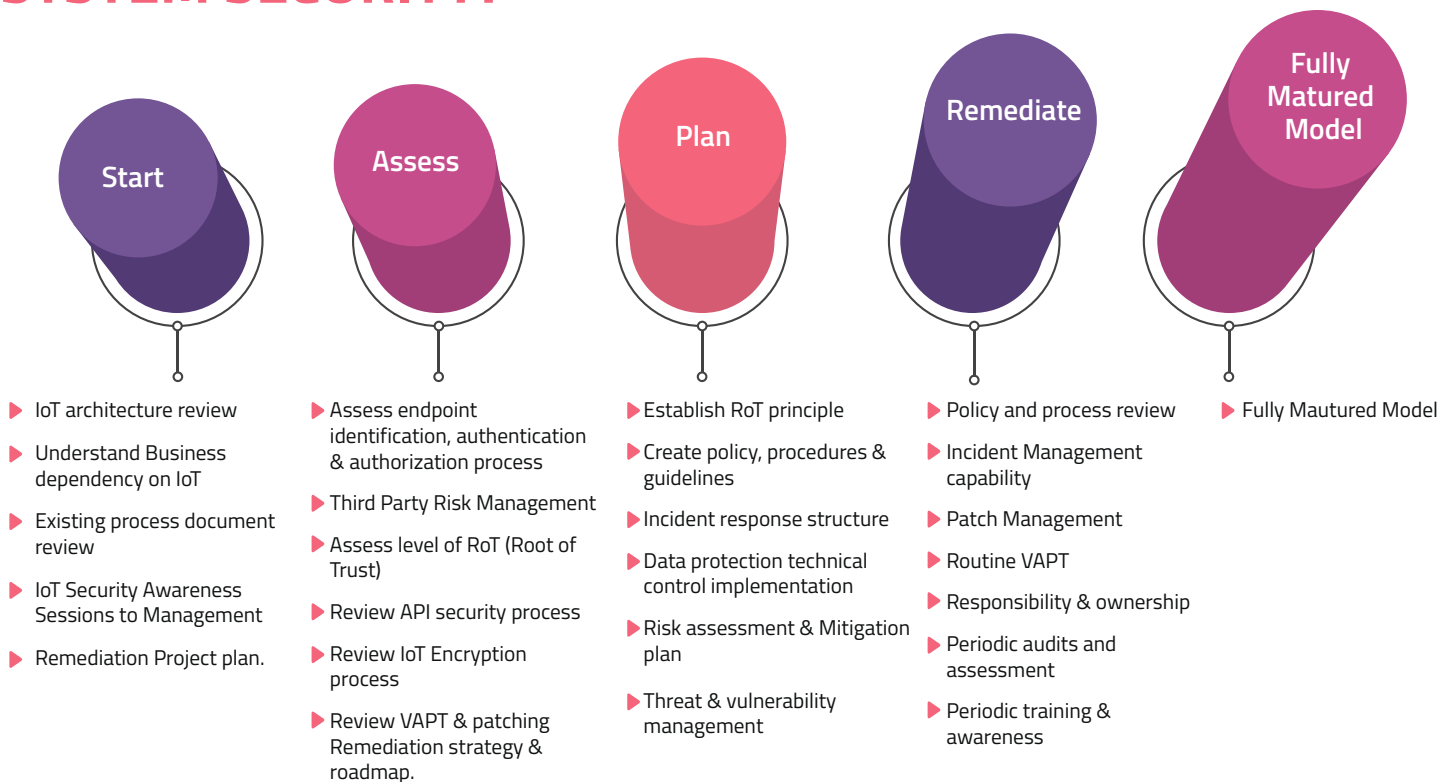 Start
Assess
Plan
Remediate
Fully
Matured
Model
IoT architecture review
Understand Business
dependency on IoT
Existing process document
review
IoT Security Awareness
Sessions to Management
Remediation Project plan.
Assess endpoint
identification, authentication
& authorization process
Third Party Risk Management
Assess level of RoT (Root of
Trust)
Review API security process
Review IoT Encryption
process
Review VAPT & patching
Remediation strategy &
roadmap.
Establish RoT principle
Create policy, procedures &
guidelines
Incident response structure
Data protection technical
control implementation
Risk assessment & Mitigation
plan
Threat & vulnerability
management
Policy and process review
Incident Management
capability
Patch Management
Routine VAPT
Responsibility & ownership
Periodic audits and
assessment
Periodic training &
awareness
Fully Mautured Model